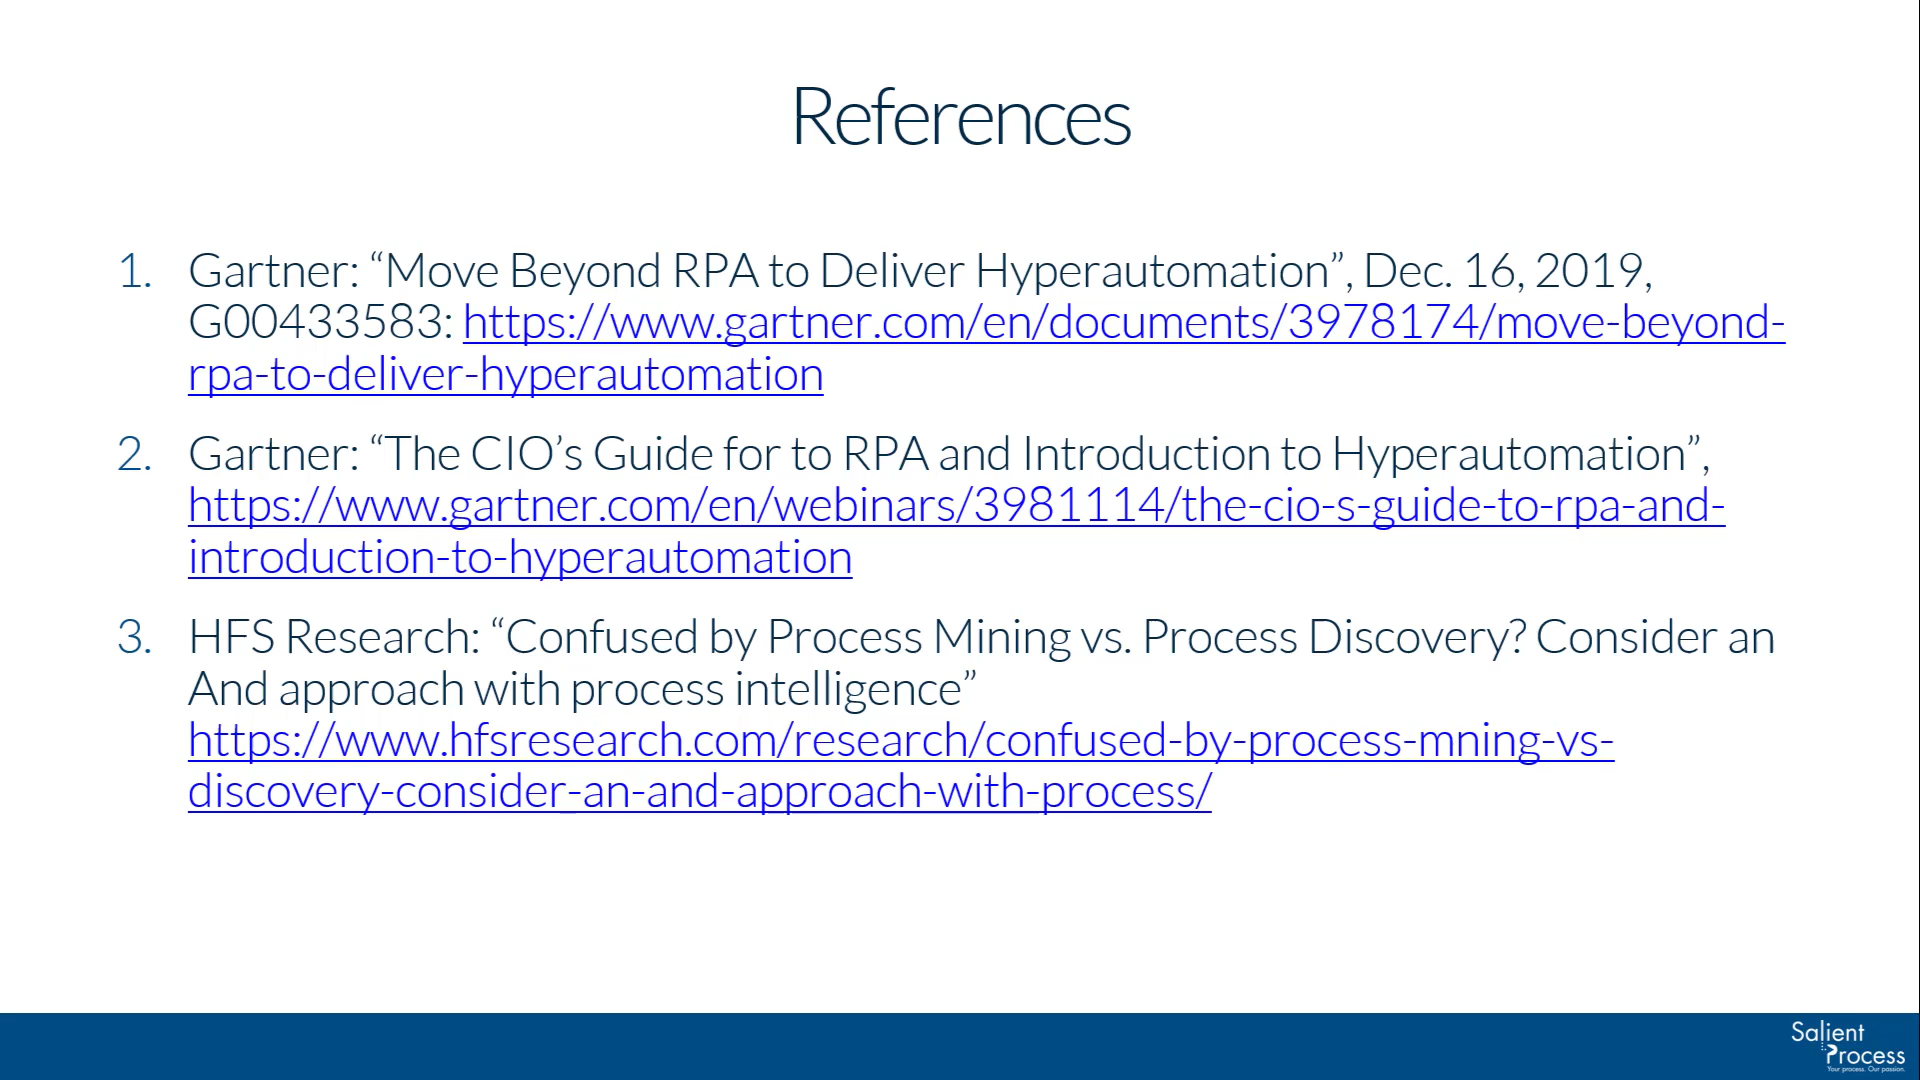 References
1. Gartner: “Move Beyond RPA to Deliver Hyperautomation”, Dec. 16, 2019,
G00433583: https://www.gartner.com/en/documents/3978174/move-beyond-
rpa-to-deliver-hyperautomation
2. Gartner: “The CIO’s Guide for to RPA and Introduction to Hyperautomation”,
https://www.gartner.com/en/webinars/3981114/the-cio-s-guide-to-rpa-and-
introduction-to-hyperautomation
3. HFS Research: “Confused by Process Mining vs. Process Discovery? Consider an
And approach with process intelligence”
https://www.hfsresearch.com/research/confused-by-process-mning-vs-
discovery-consider-an-and-approach-with-process/
Salient
Process
Your process. Our passion.